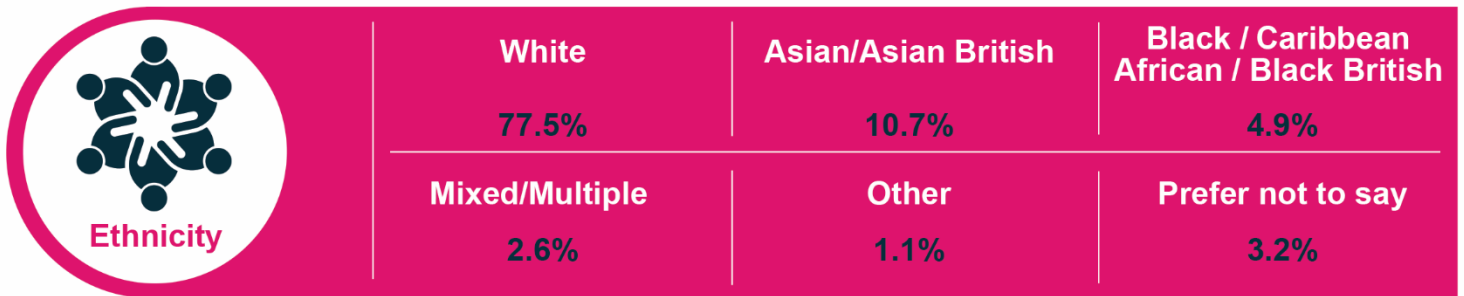 Ethnicity
White
77.5%
Asian/Asian British
10.7%
Black / Caribbean
African / Black British
4.9%
Mixed/Multiple
2.6%
Other
1.1%
Prefer not to say
3.2%